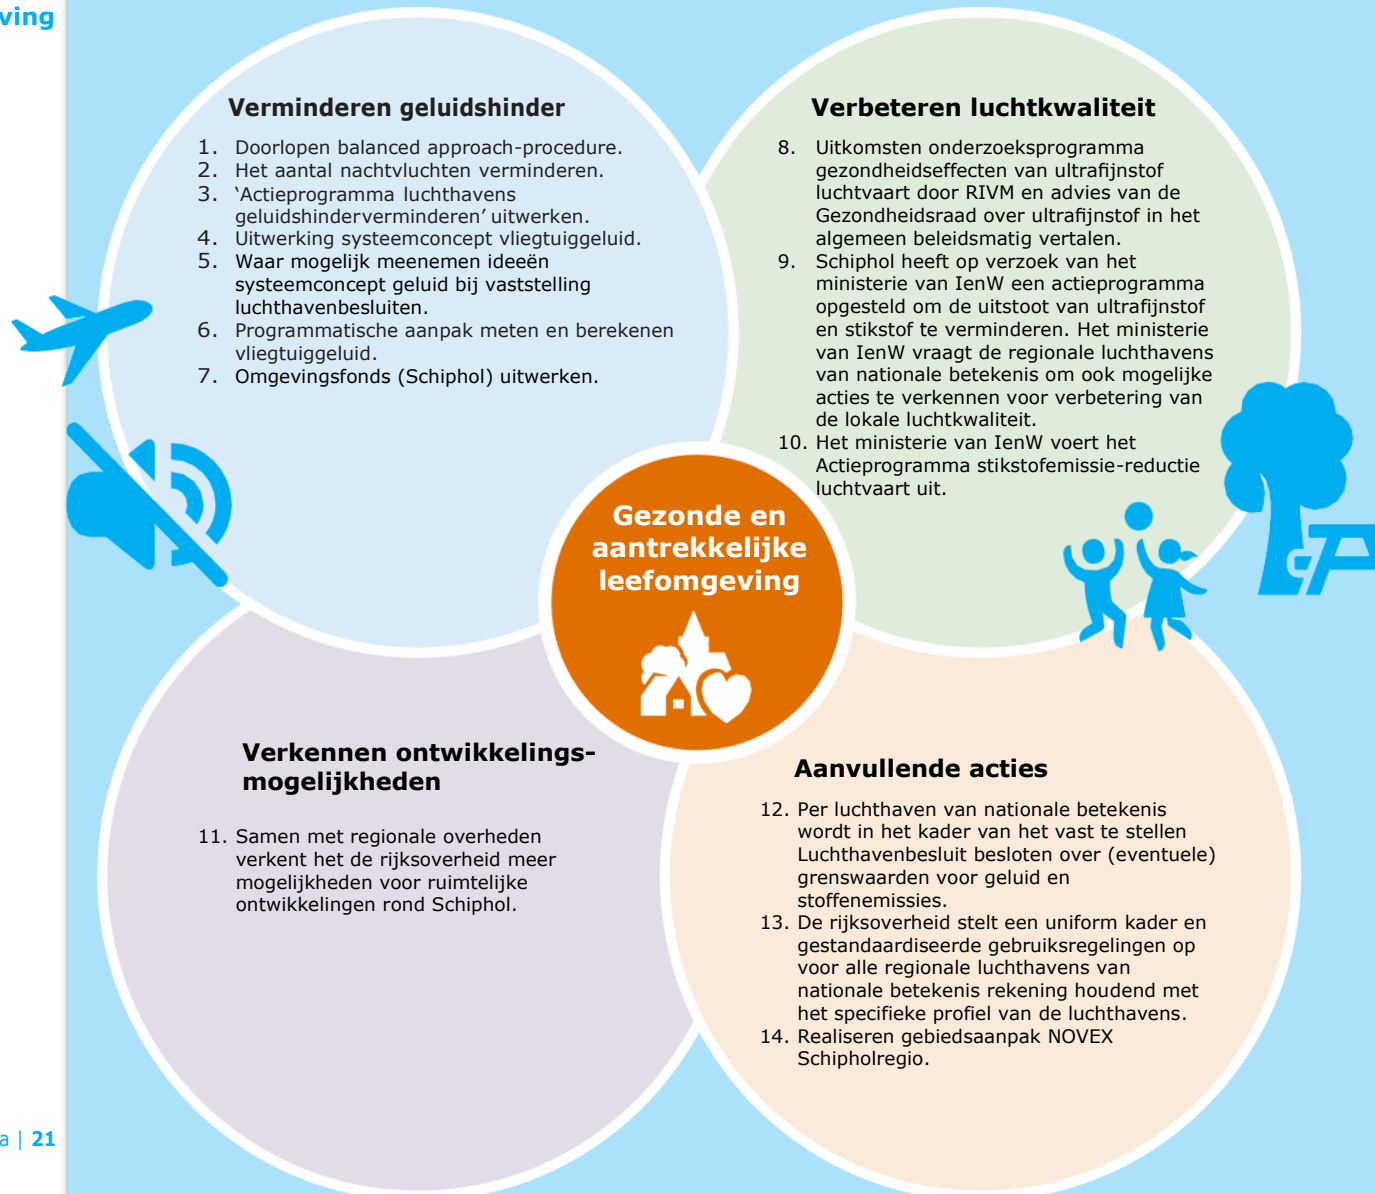 Verminderen geluidshinder
1. Doorlopen balanced approach-procedure.
2. Het aantal nachtvluchten verminderen.
3. ‘Actieprogramma luchthavens
geluidshinderverminderen’ uitwerken.
4. Uitwerking systeemconcept vliegtuiggeluid.
5. Waar mogelijk meenemen ideeën
systeemconcept geluid bij vaststelling
luchthavenbesluiten.
6. Programmatische aanpak meten en berekenen
vliegtuiggeluid.
7. Omgevingsfonds (Schiphol) uitwerken.
Verbeteren luchtkwaliteit
8. Uitkomsten onderzoeksprogramma
gezondheidseffecten van ultrafijnstof
luchtvaart door RIVM en advies van de
Gezondheidsraad over ultrafijnstof in het
algemeen beleidsmatig vertalen.
9. Schiphol heeft op verzoek van het
ministerie van IenW een actieprogramma
opgesteld om de uitstoot van ultrafijnstof
en stikstof te verminderen. Het ministerie
van IenW vraagt de regionale luchthavens
van nationale betekenis om ook mogelijke
acties te verkennen voor verbetering van
de lokale luchtkwaliteit.
10. Het ministerie van IenW voert het
Actieprogramma stikstofemissie-reductie
luchtvaart uit.
Gezonde en
aantrekkelijke
leefomgeving
Verkennen ontwikkelings-
mogelijkheden
11. Samen met regionale overheden
verkent het de rijksoverheid meer
mogelijkheden voor ruimtelijke
ontwikkelingen rond Schiphol.
Aanvullende acties
12. Per luchthaven van nationale betekenis
wordt in het kader van het vast te stellen
Luchthavenbesluit besloten over (eventuele)
grenswaarden voor geluid en
stoffenemissies.
13. De rijksoverheid stelt een uniform kader en
gestandaardiseerde gebruiksregelingen op
voor alle regionale luchthavens van
nationale betekenis rekening houdend met
het specifieke profiel van de luchthavens.
14. Realiseren gebiedsaanpak NOVEX
Schipholregio.
| 21